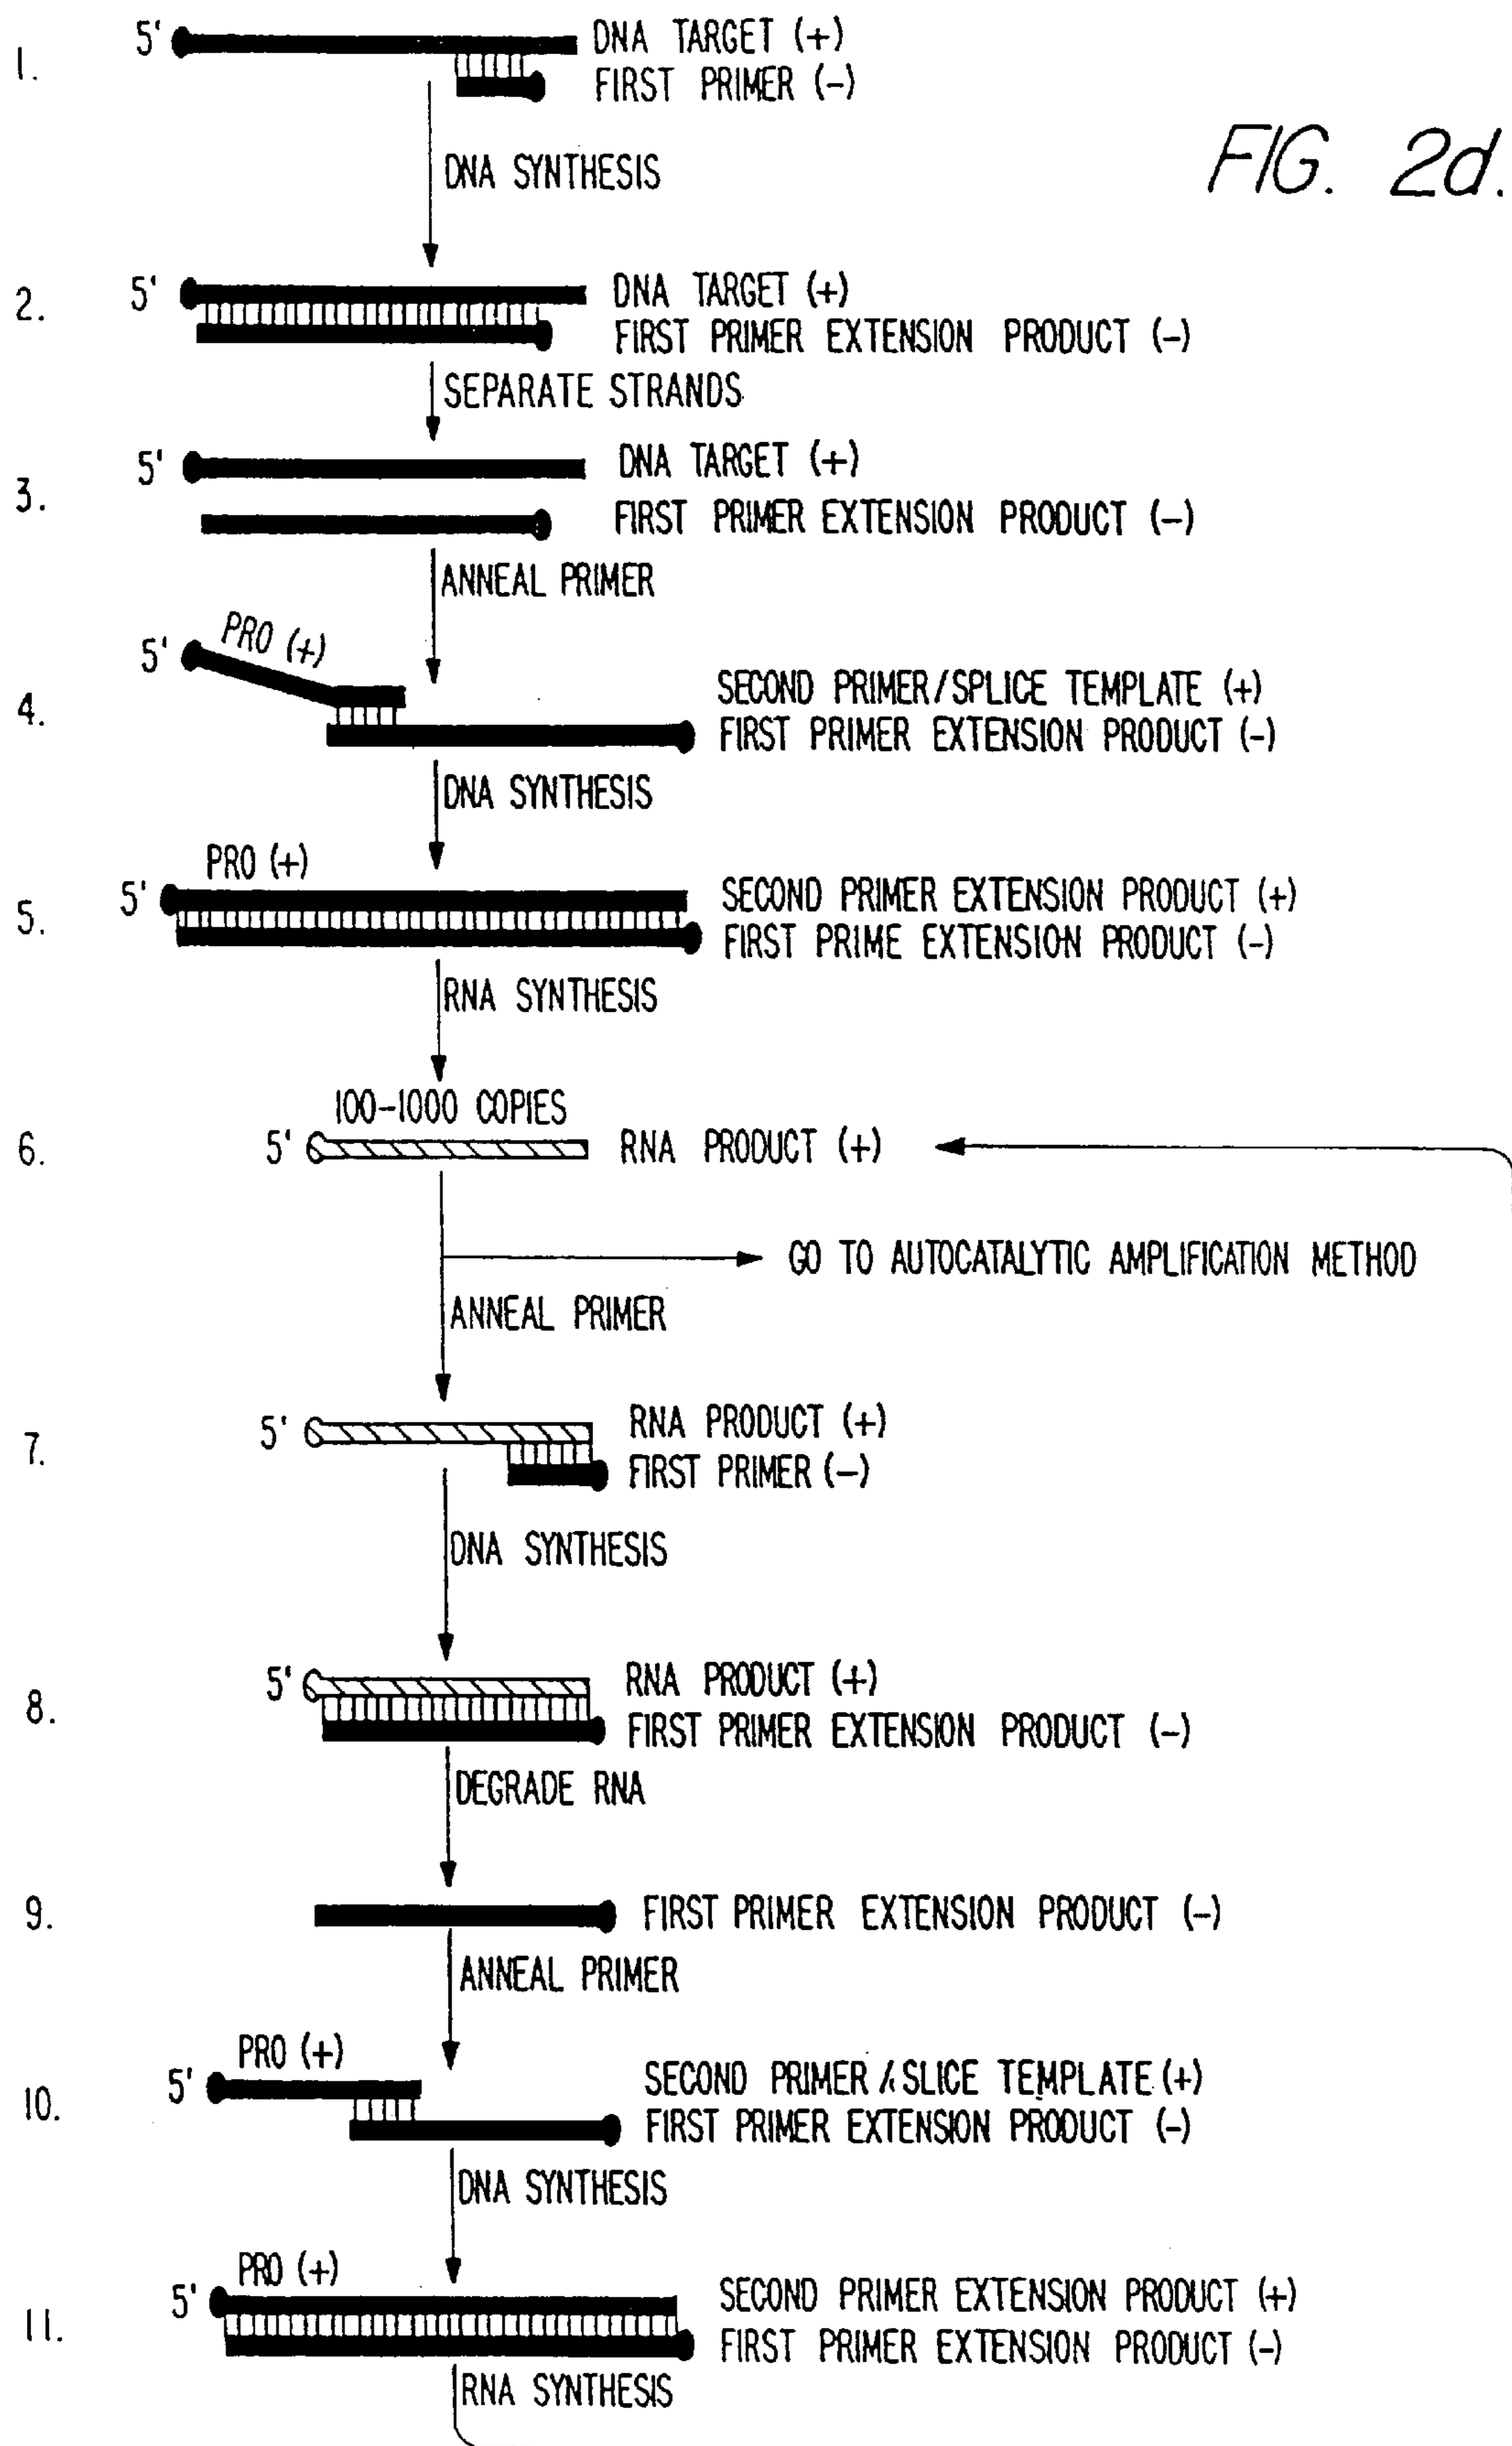 FIG. 2d.
1.
5'
DNA TARGET (+)
FIRST PRIMER (-)
DNA SYNTHESIS
2.
5'
DNA TARGET (+)
FIRST PRIMER EXTENSION PRODUCT (-)
SEPARATE STRANDS
3.
5'
DNA TARGET (+)
FIRST PRIMER EXTENSION PRODUCT (-)
ANNEAL PRIMER
4.
5'
PRO (+)
SECOND PRIMER/SPLICE TEMPLATE (+)
FIRST PRIMER EXTENSION PRODUCT (-)
DNA SYNTHESIS
5.
PRO (+)
5'
SECOND PRIMER EXTENSION PRODUCT (+)
FIRST PRIME EXTENSION PRODUCT (-)
RNA SYNTHESIS
6.
100-1000 COPIES
5'
RNA PRODUCT (+)
GO TO AUTOCATALYTIC AMPLIFICATION METHOD
ANNEAL PRIMER
7.
5'
RNA PRODUCT (+)
FIRST PRIMER (-)
DNA SYNTHESIS
8.
5'
RNA PRODUCT (+)
FIRST PRIMER EXTENSION PRODUCT (-)
DEGRADE RNA
9.
FIRST PRIMER EXTENSION PRODUCT (-)
ANNEAL PRIMER
10.
PRO (+)
5'
SECOND PRIMER / SLICE TEMPLATE (+)
FIRST PRIMER EXTENSION PRODUCT (-)
DNA SYNTHESIS
11.
PRO (+)
5'
SECOND PRIMER EXTENSION PRODUCT (+)
FIRST PRIMER EXTENSION PRODUCT (-)
RNA SYNTHESIS